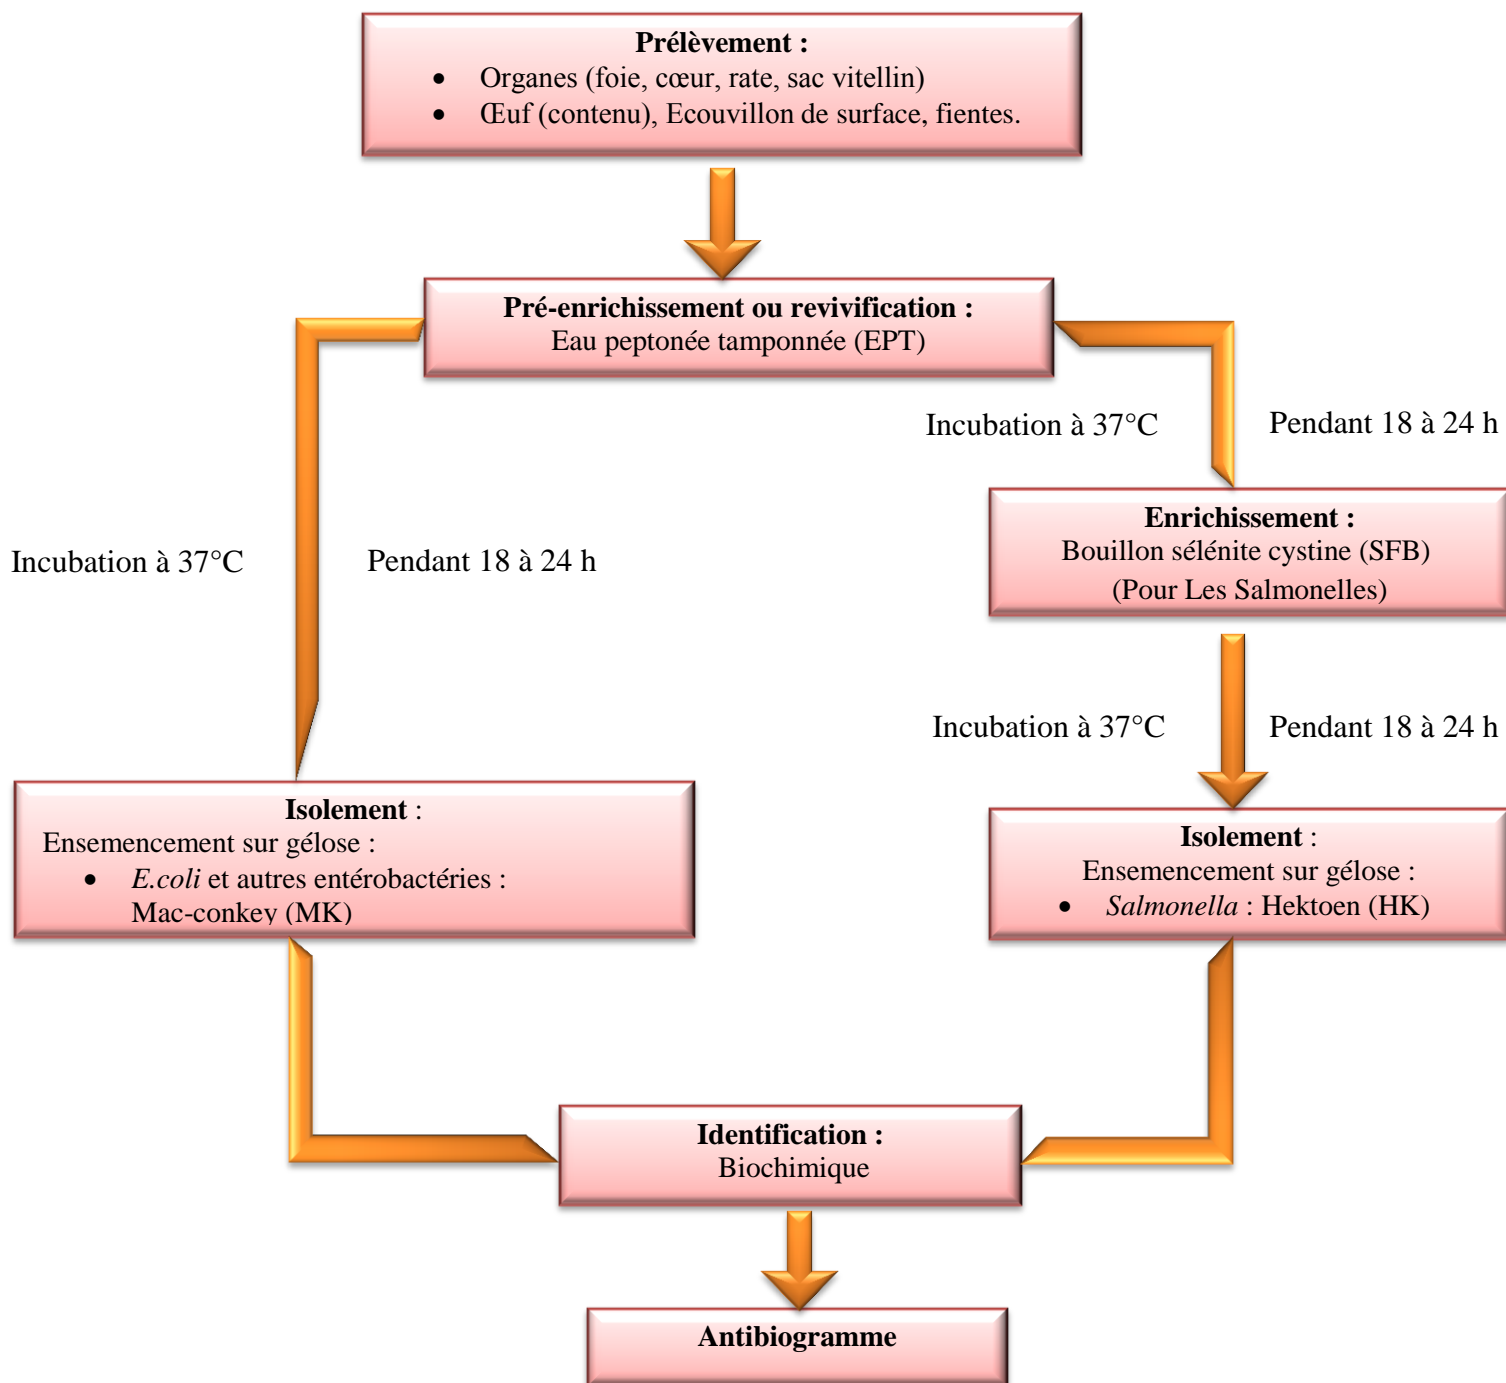 Prélèvement :
• Organes (foie, cœur, rate, sac vitellin)
• Œuf (contenu), Ecouvillon de surface, fientes.
Pré-enrichissement ou revivification :
Eau peptonée tamponnée (EPT)
Incubation à 37°C Pendant 18 à 24 h
Enrichissement :
Bouillon sélénite cystine (SFB)
(Pour Les Salmonelles)
Incubation à 37°C Pendant 18 à 24 h
Incubation à 37°C Pendant 18 à 24 h
Isolement :
Ensemencement sur gélose :
• E.coli et autres entérobactéries :
Mac-conkey (MK)
Isolement :
Ensemencement sur gélose :
• Salmonella : Hektoen (HK)
Identification :
Biochimique
Antibiogramme